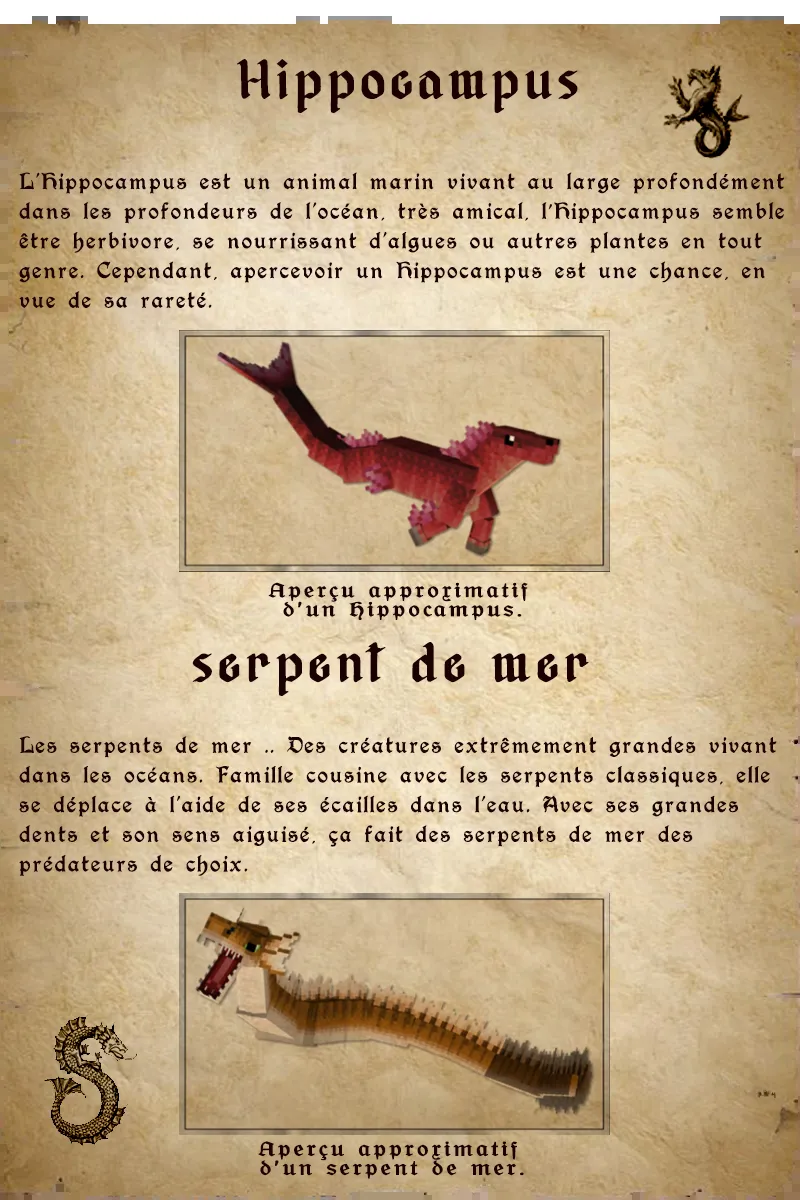 Hippocampus
L'Hippocampus est un animal marin vivant au large profondément
dans les profondeurs de l'océan, très amical, l'Hippocampus semble
être herbivore, se nourrissant d'algues ou autres plantes en tout
genre. Cependant, apercevoir un Hippocampus est une chance, en
vue de sa rareté.
Aperçu approximatif
d'un Hippocampus.
serpent de mer
Les serpents de mer .. Des créatures extrêmement grandes vivant
dans les océans. Famille cousine avec les serpents classiques, elle
se déplace à l'aide de ses écailles dans l'eau. Avec ses grandes
dents et son sens aiguisé, ça fait des serpents de mer des
prédateurs de choix.
Aperçu approximatif
d'un serpent de mer.